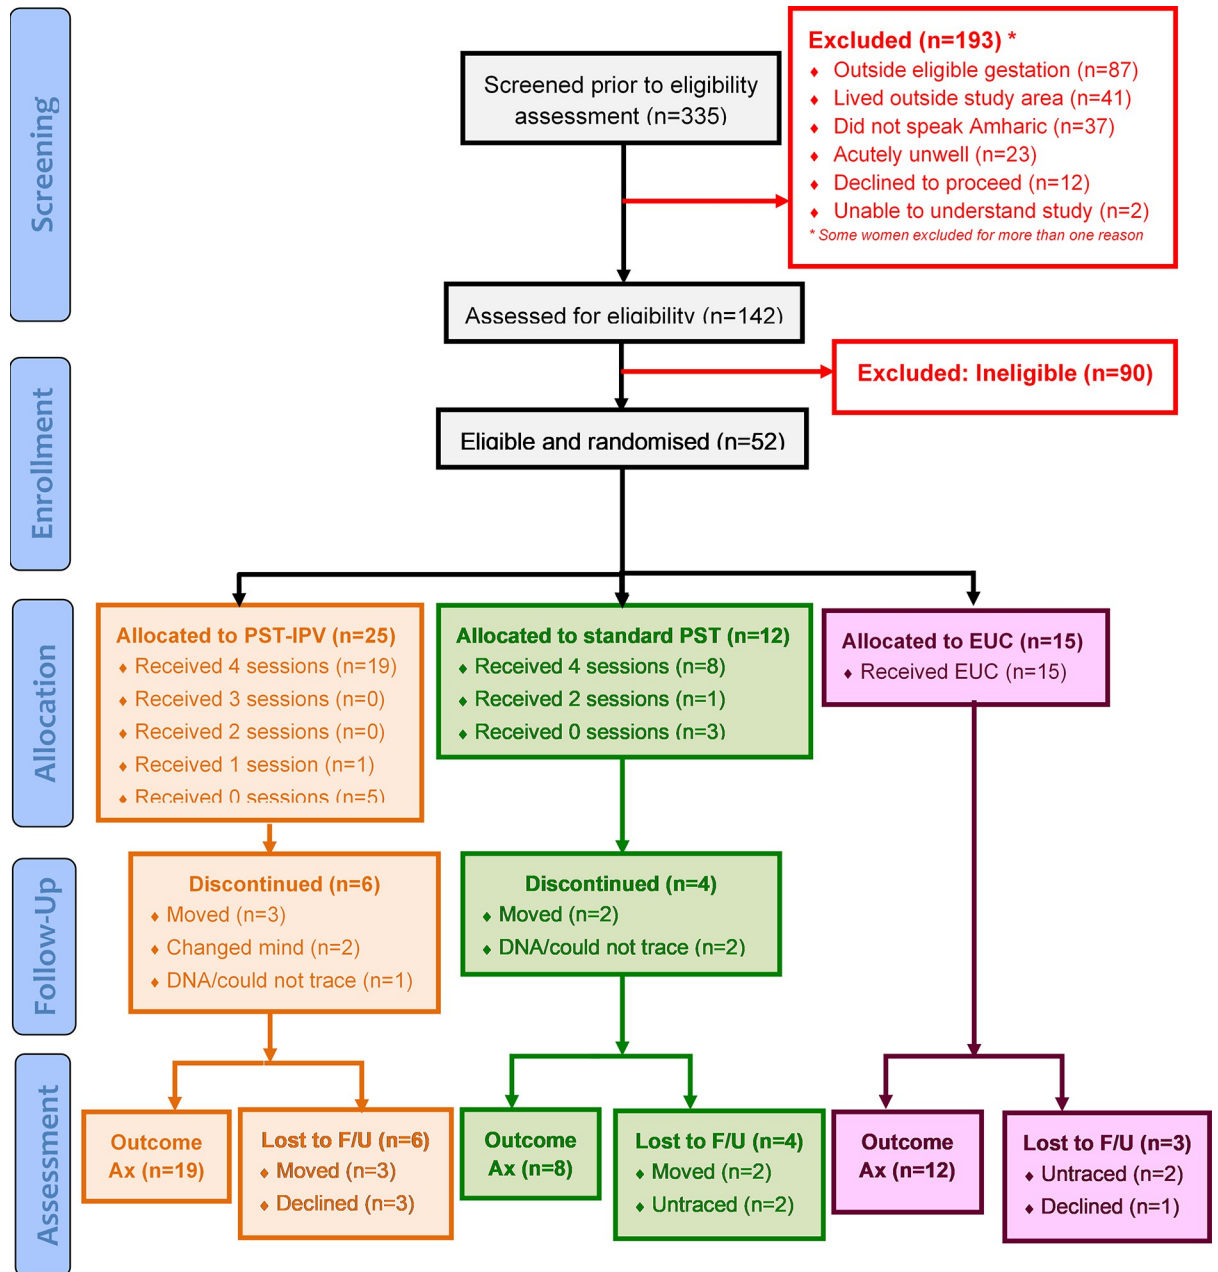 Screening
Screened prior to eligibility
assessment (n=335)
Excluded (n=193) *
♦ Outside eligible gestation (n=87)
♦ Lived outside study area (n=41)
♦ Did not speak Amharic (n=37)
♦ Acutely unwell (n=23)
♦ Declined to proceed (n=12)
♦ Unable to understand study (n=2)
* Some women excluded for more than one reason
Assessed for eligibility (n=142)
Enrollment
Excluded: Ineligible (n=90)
Eligible and randomised (n=52)
Allocation
Allocated to PST-IPV (n=25)
♦ Received 4 sessions (n=19)
♦ Received 3 sessions (n=0)
♦ Received 2 sessions (n=0)
♦ Received 1 session (n=1)
♦ Received 0 sessions (n=5)
Allocated to standard PST (n=12)
♦ Received 4 sessions (n=8)
♦ Received 2 sessions (n=1)
♦ Received 0 sessions (n=3)
Allocated to EUC (n=15)
♦ Received EUC (n=15)
Follow-Up
Discontinued (n=6)
♦ Moved (n=3)
♦ Changed mind (n=2)
♦ DNA/could not trace (n=1)
Discontinued (n=4)
♦ Moved (n=2)
♦ DNA/could not trace (n=2)
Assessment
Outcome
Ax (n=19)
Lost to F/U (n=6)
♦ Moved (n=3)
♦ Declined (n=3)
Outcome
Ax (n=8)
Lost to F/U (n=4)
♦ Moved (n=2)
♦ Untraced (n=2)
Outcome
Ax (n=12)
Lost to F/U (n=3)
♦ Untraced (n=2)
♦ Declined (n=1)